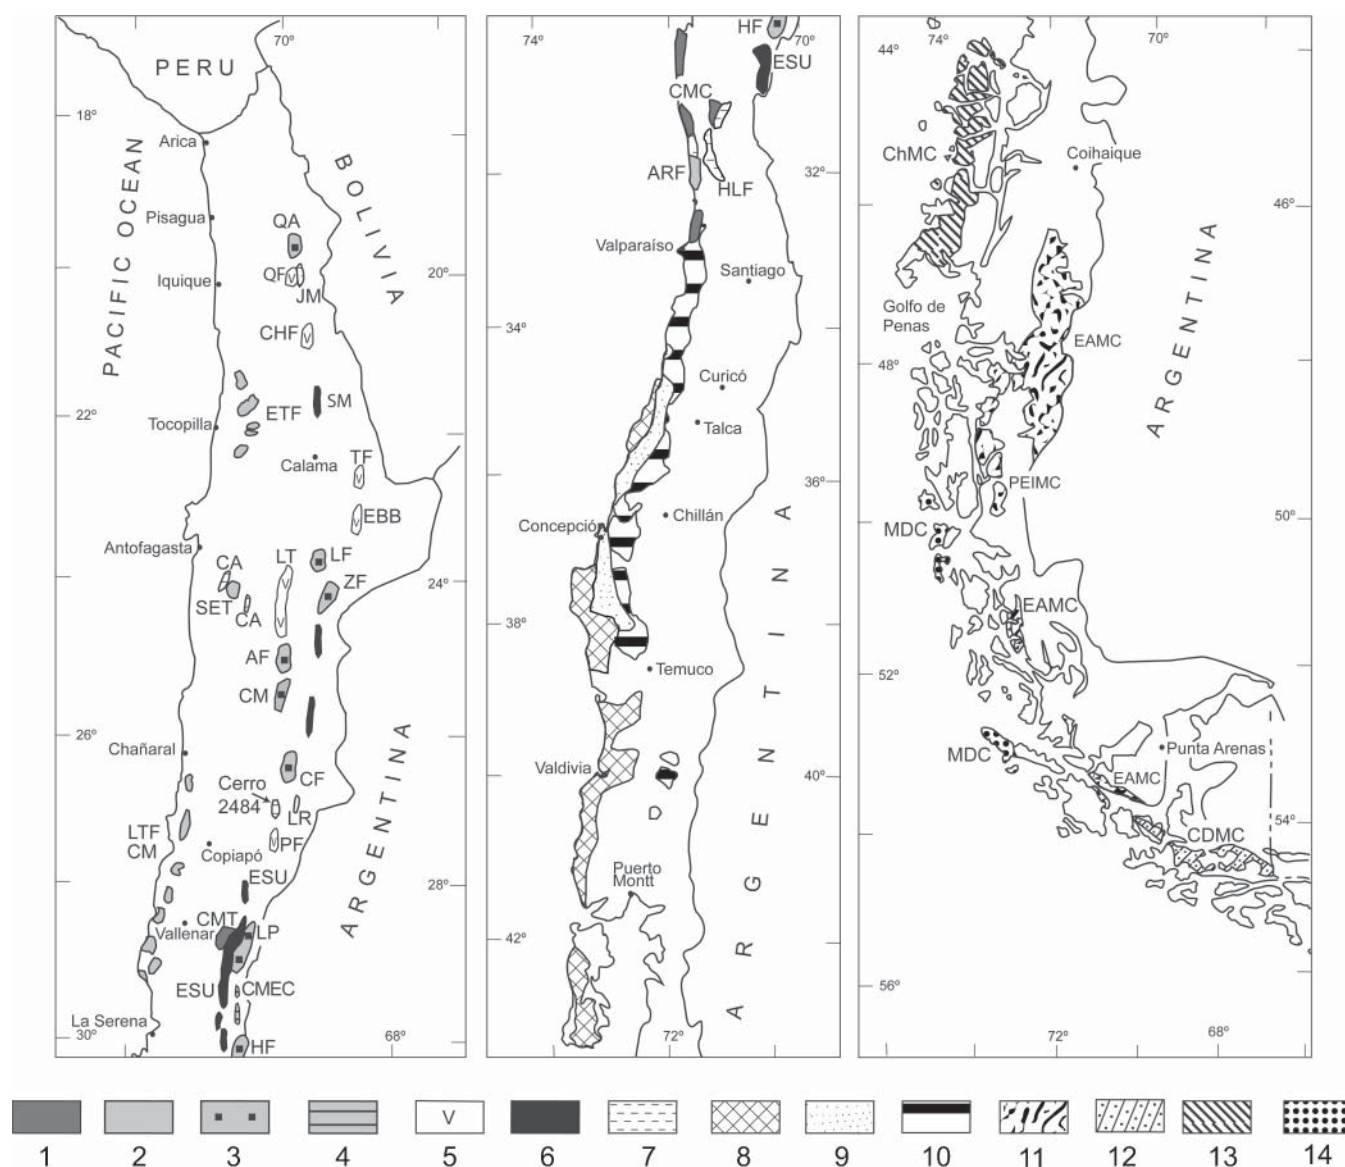 70°
PERU
18°
Arica
PACIFIC OCEAN
BOLIVIA
Pisagua
QA
QF
JM
Iquique
20°
CHF
ETF
SM
22°
Tocopilla
Calama
TF
EBB
Antofagasta
CA
LT
LF
ZF
24°
SET
CA
AF
CM
26°
Chañaral
CF
Cerro
2484
LR
LTF
CM
PF
Copiapó
ARGENTINA
ESU
28°
CMT
Vallenar
LP
ESU
CMEC
La Serena
30°
68°
HF
V
V
V
V
V
V
V
V
74°
HF
70°
ESU
CMC
ARF
HLF
32°
Valparaíso
Santiago
34°
Curicó
Talca
36°
Concepció
Chillán
38°
Temuco
Valdivia
40°
Puerto
Montt
42°
72°
ARGENTINA
44°
74°
70°
ChMC
Coihaique
46°
Golfo de
Penas
EAMC
48°
ARGENTINA
PEIMC
MDC
50°
EAMC
52°
MDC
Punta Arenas
EAMC
CDMC
54°
56°
72°
68°
V
1 2 3 4 5 6 7 8 9 10 11 12 13 14